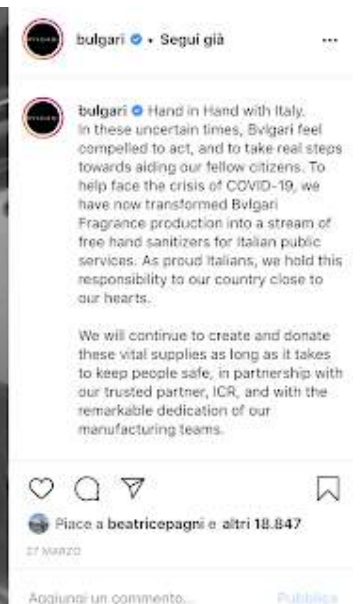 BVLGARI
bulgari • Segui già
BVLGARI
bulgari Hand in Hand with Italy.
In these uncertain times, Bvlgari feel
compelled to act, and to take real steps
towards aiding our fellow citizens. To
help face the crisis of COVID-19, we
have now transformed Bvlgari
Fragrance production into a stream of
free hand sanitizers for Italian public
services. As proud Italians, we hold this
responsibility to our country close to
our hearts.
We will continue to create and donate
these vital supplies as long as it takes
to keep people safe, in partnership with
our trusted partner, ICR, and with the
remarkable dedication of our
manufacturing teams.
Piace a beatricepagni e altri 18.847
27 MARZO
Aggiungi un commento... Pubblica